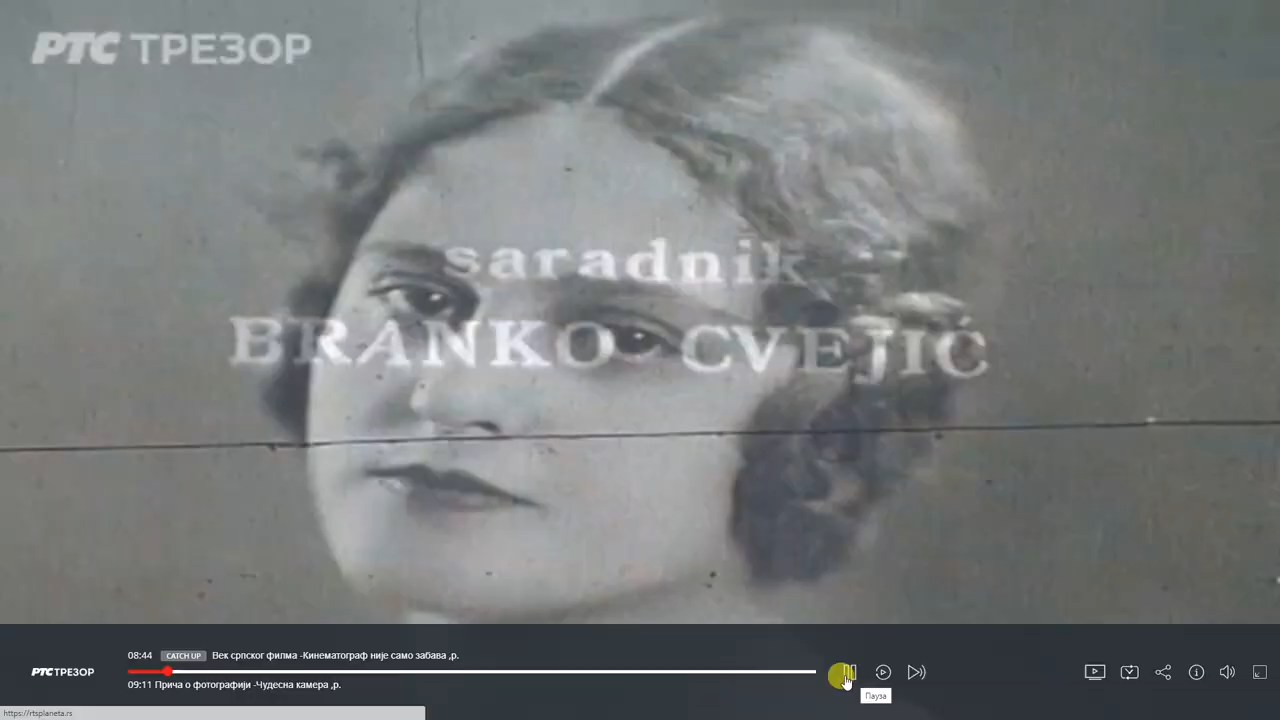 РТС ТРЕЗОР
saradnik
BRANKO CVEJIĆ
08:44 CATCH UP Век српског филма -Кинематограф није само забава ,р.
РТС ТРЕЗОР
09:11 Прича о фотографији -Чудесна камера ,р.
Пауза
https://rtsplaneta.rs